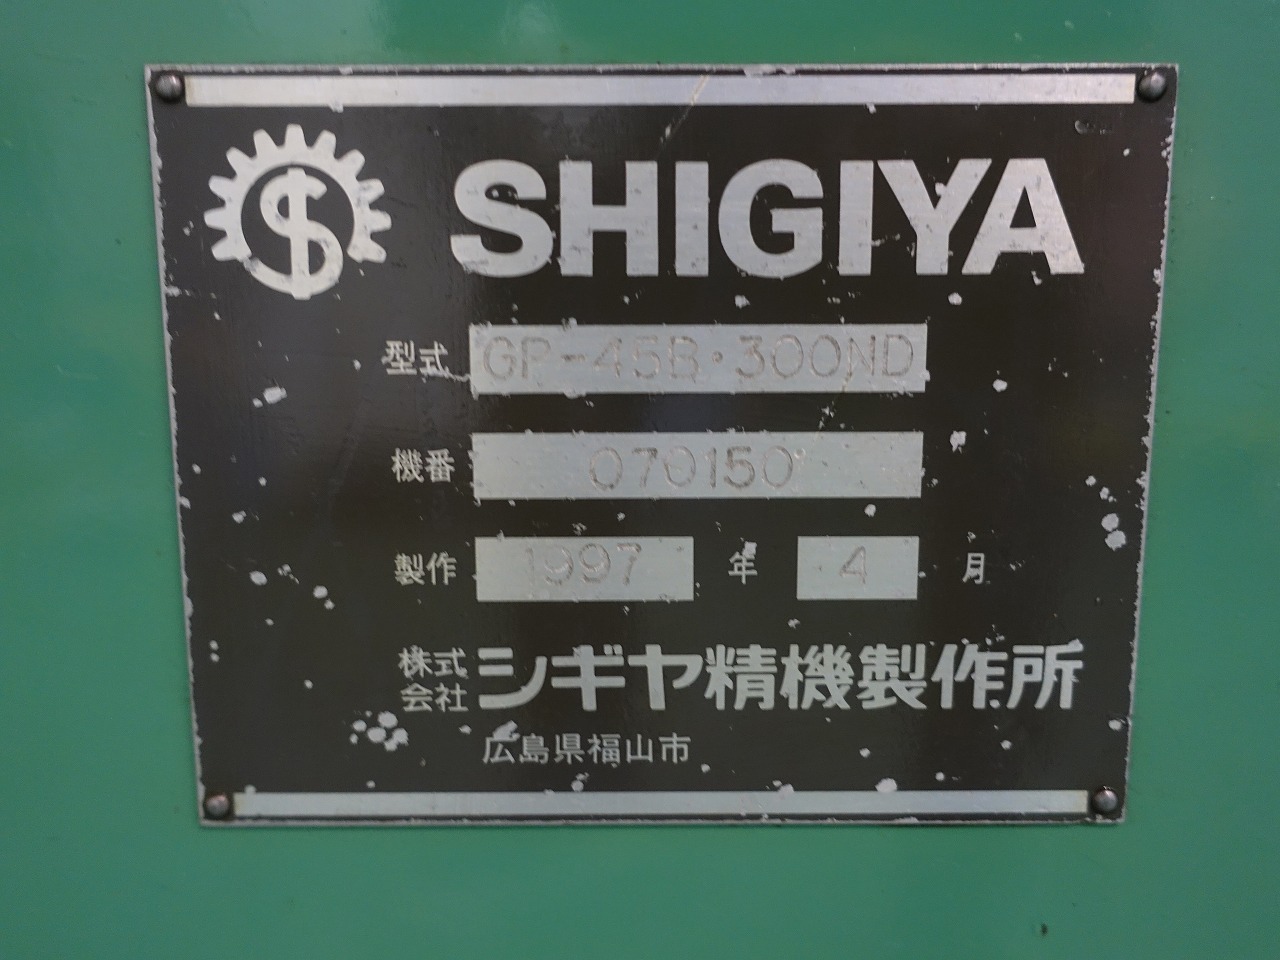 SHIGIYA
型式 GP-45B・300ND
機番 070150
製作 1997 年 4 月
株式会社 シギヤ精機製作所
広島県福山市